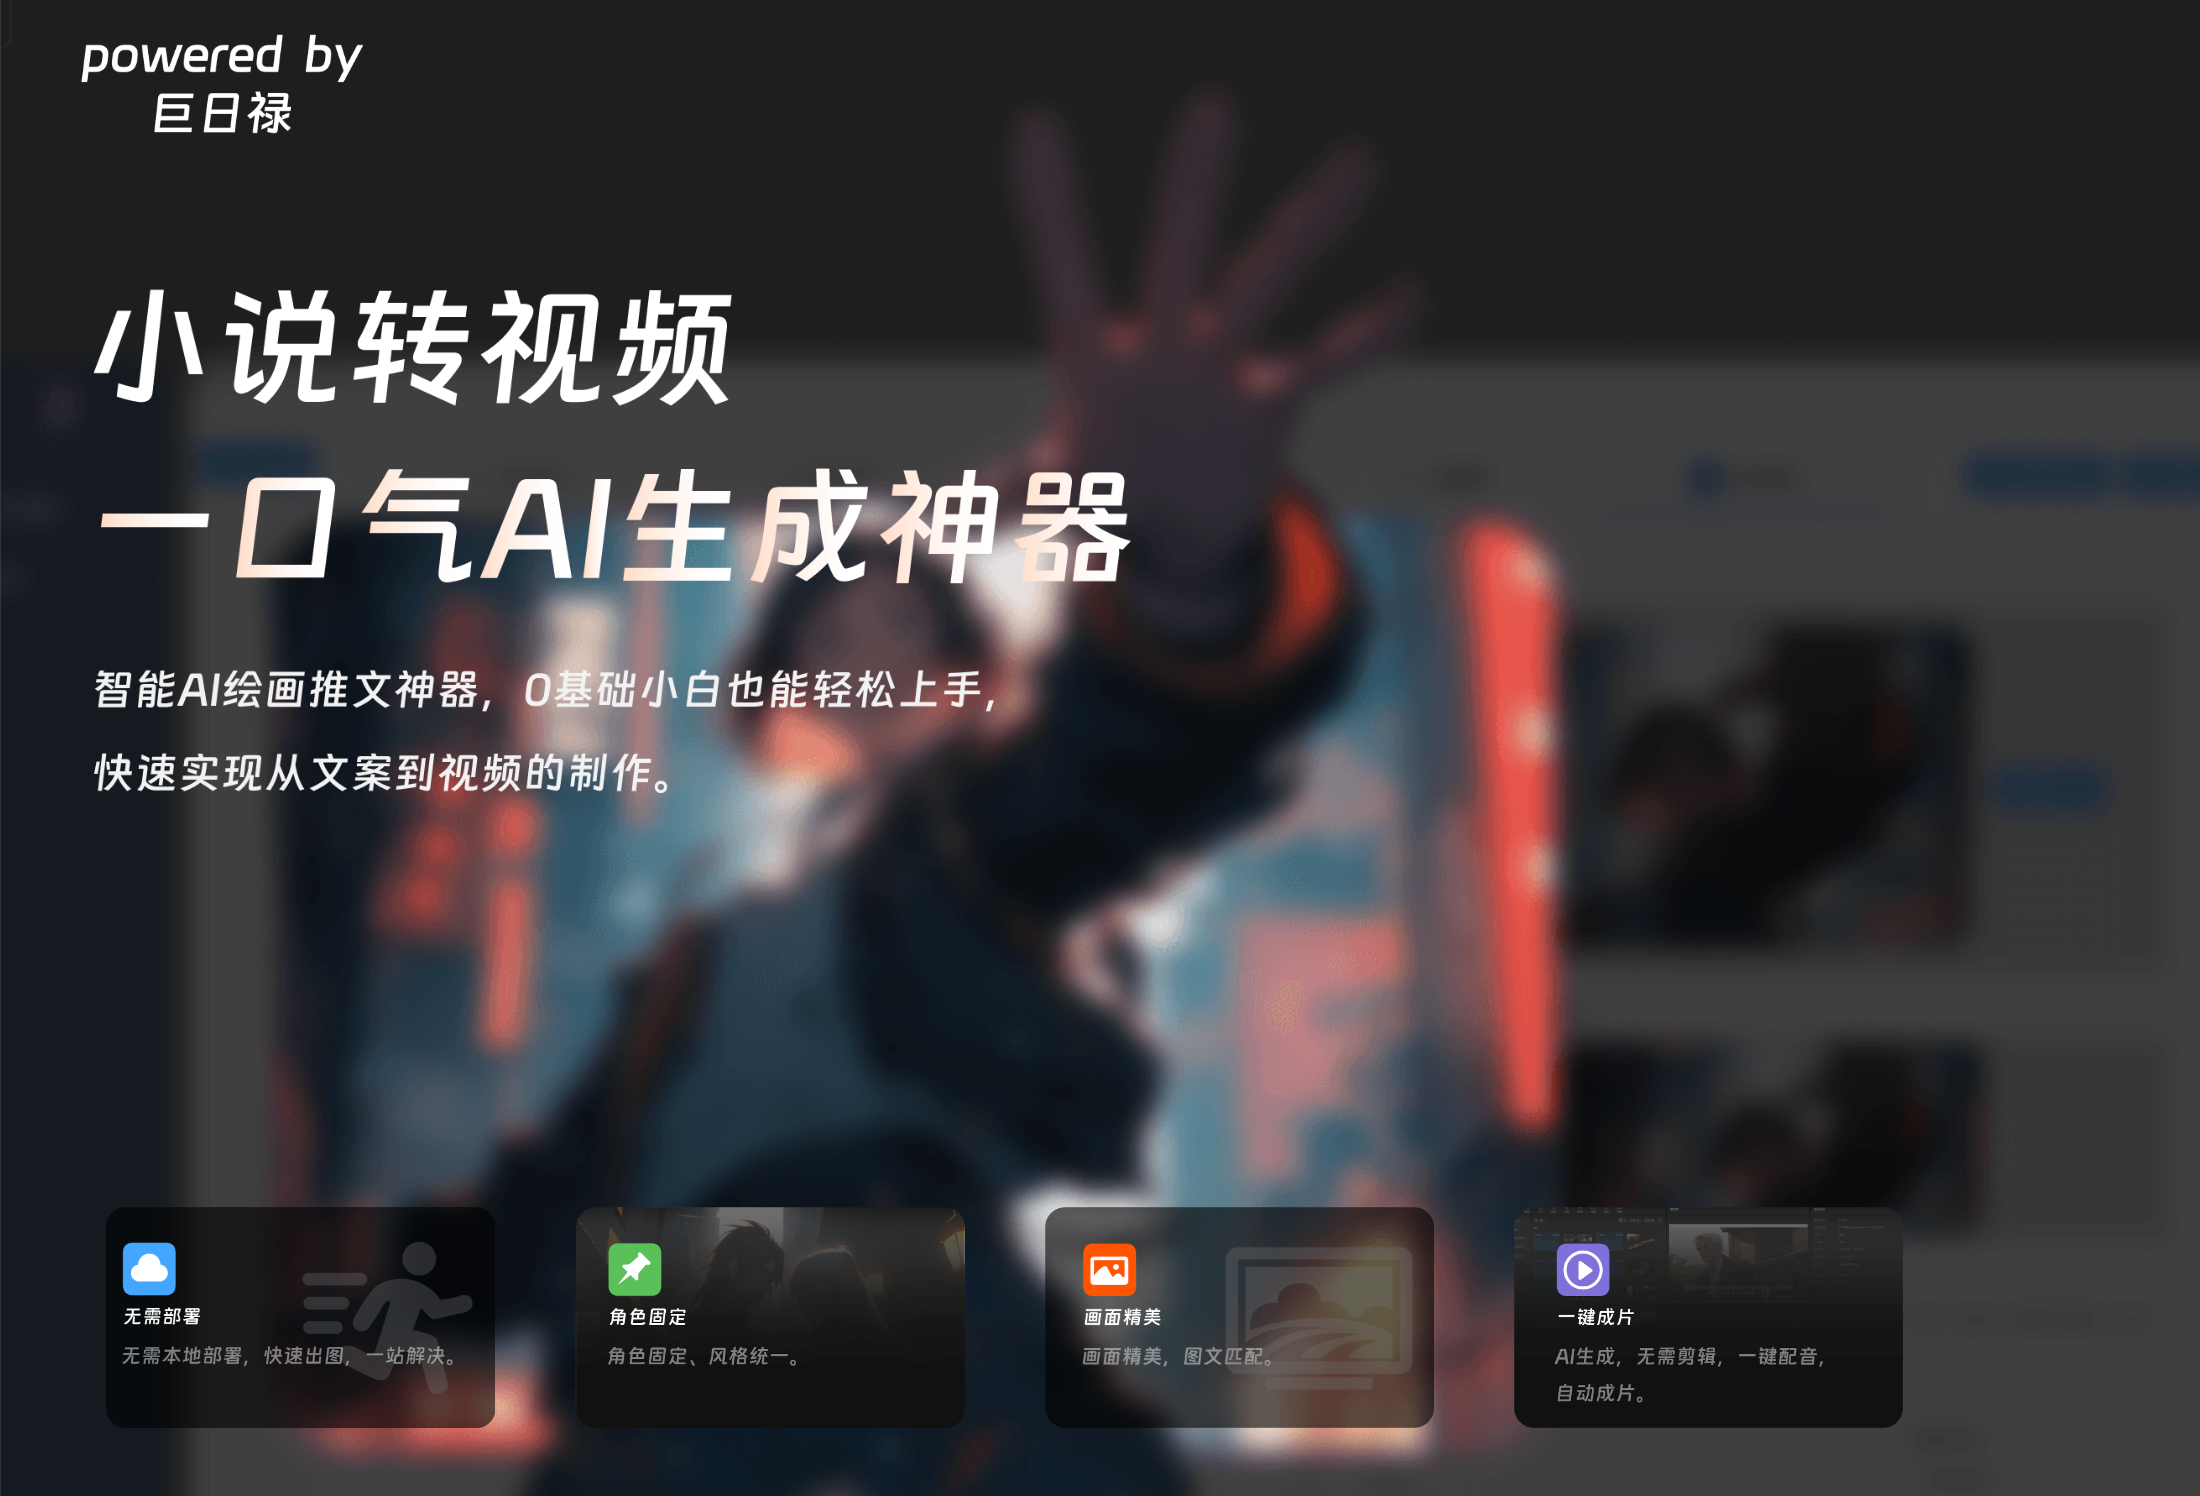 powered by
巨日禄
小说转视频
一口气AI生成神器
智能AI绘画推文神器，0基础小白也能轻松上手，
快速实现从文案到视频的制作。
无需部署
无需本地部署，快速出图，一站解决。
角色固定
角色固定、风格统一。
画面精美
画面精美，图文匹配。
一键成片
AI生成，无需剪辑，一键配音，
自动成片。